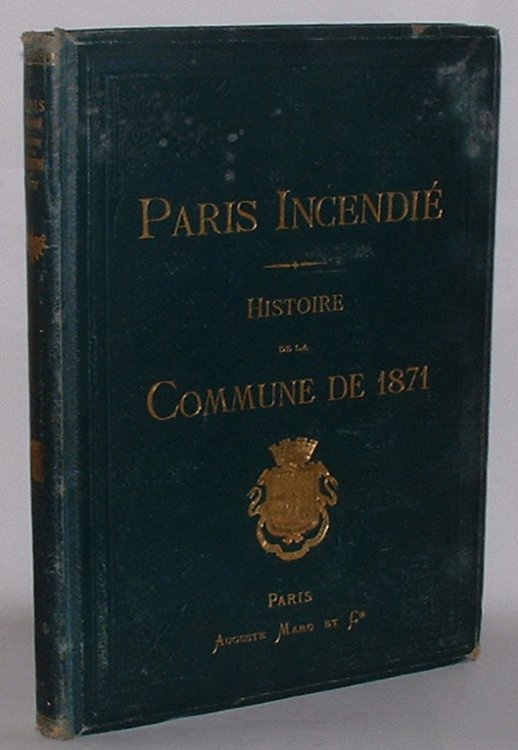 PARIS INCENDIÉ
HISTOIRE
DE LA
COMMUNE DE 1871
PARIS
AUGUSTE MARC ET Cie